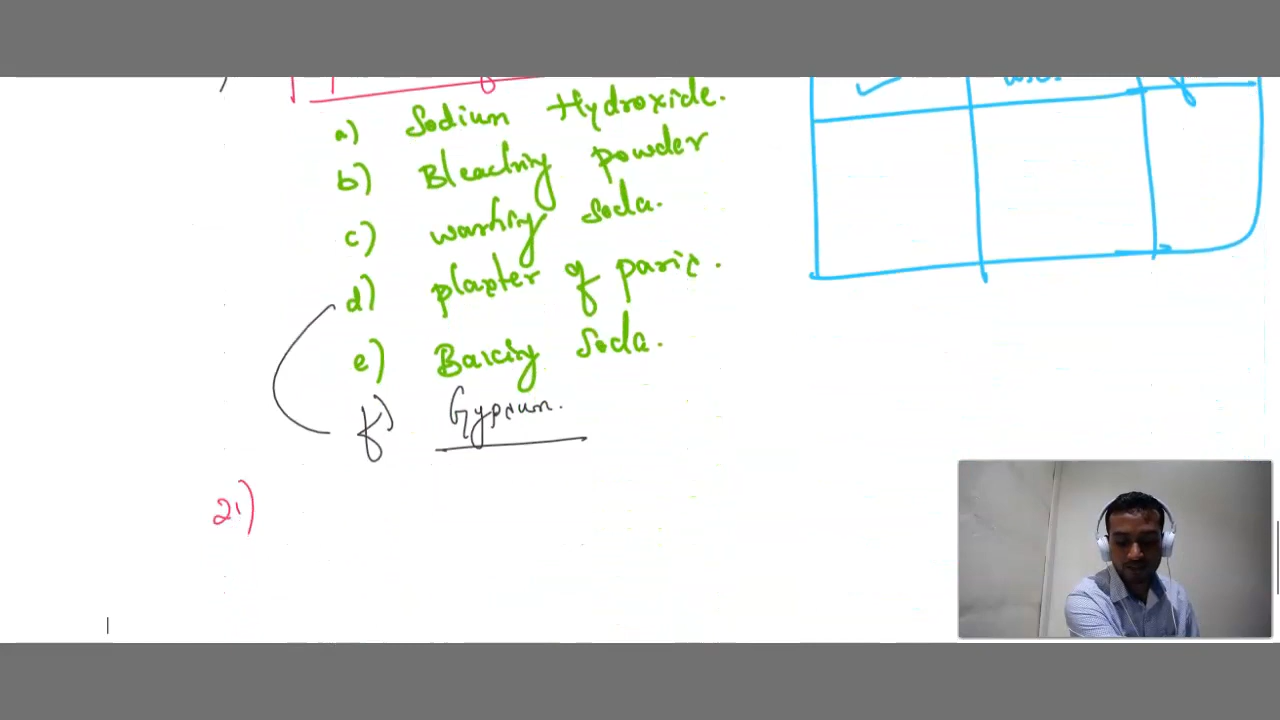 a) Sodium Hydroxide.
b) Bleaching powder
c) washing soda.
d) plaster of paris.
e) Baking soda.
f) Gypsum.
21)